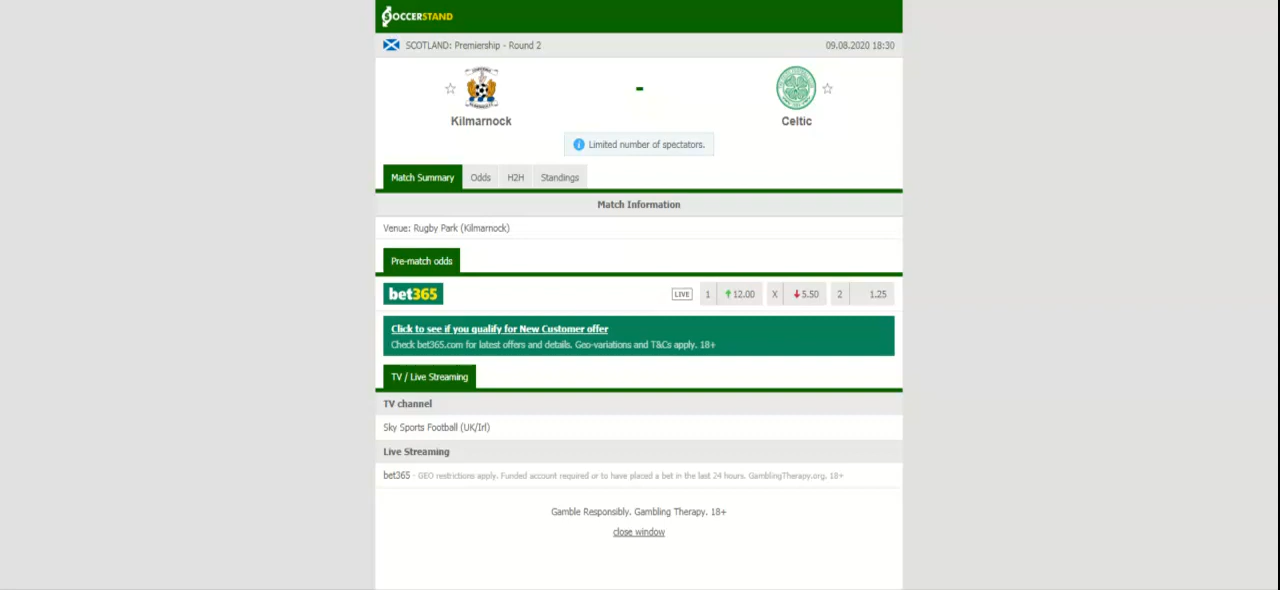 SOCCERSTAND
SCOTLAND: Premiership - Round 2 09.08.2020 18:30
-
Kilmarnock Celtic
Limited number of spectators.
Match Summary Odds H2H Standings
Match Information
Venue: Rugby Park (Kilmarnock)
Pre-match odds
bet365 LIVE 1 12.00 X 5.50 2 1.25
Click to see if you qualify for New Customer offer
Check bet365.com for latest offers and details. Geo-variations and T&Cs apply. 18+
TV / Live Streaming
TV channel
Sky Sports Football (UK/Irl)
Live Streaming
bet365 - GEO restrictions apply. Funded account required or to have placed a bet in the last 24 hours. GamblingTherapy.org. 18+
Gamble Responsibly. Gambling Therapy. 18+
close window